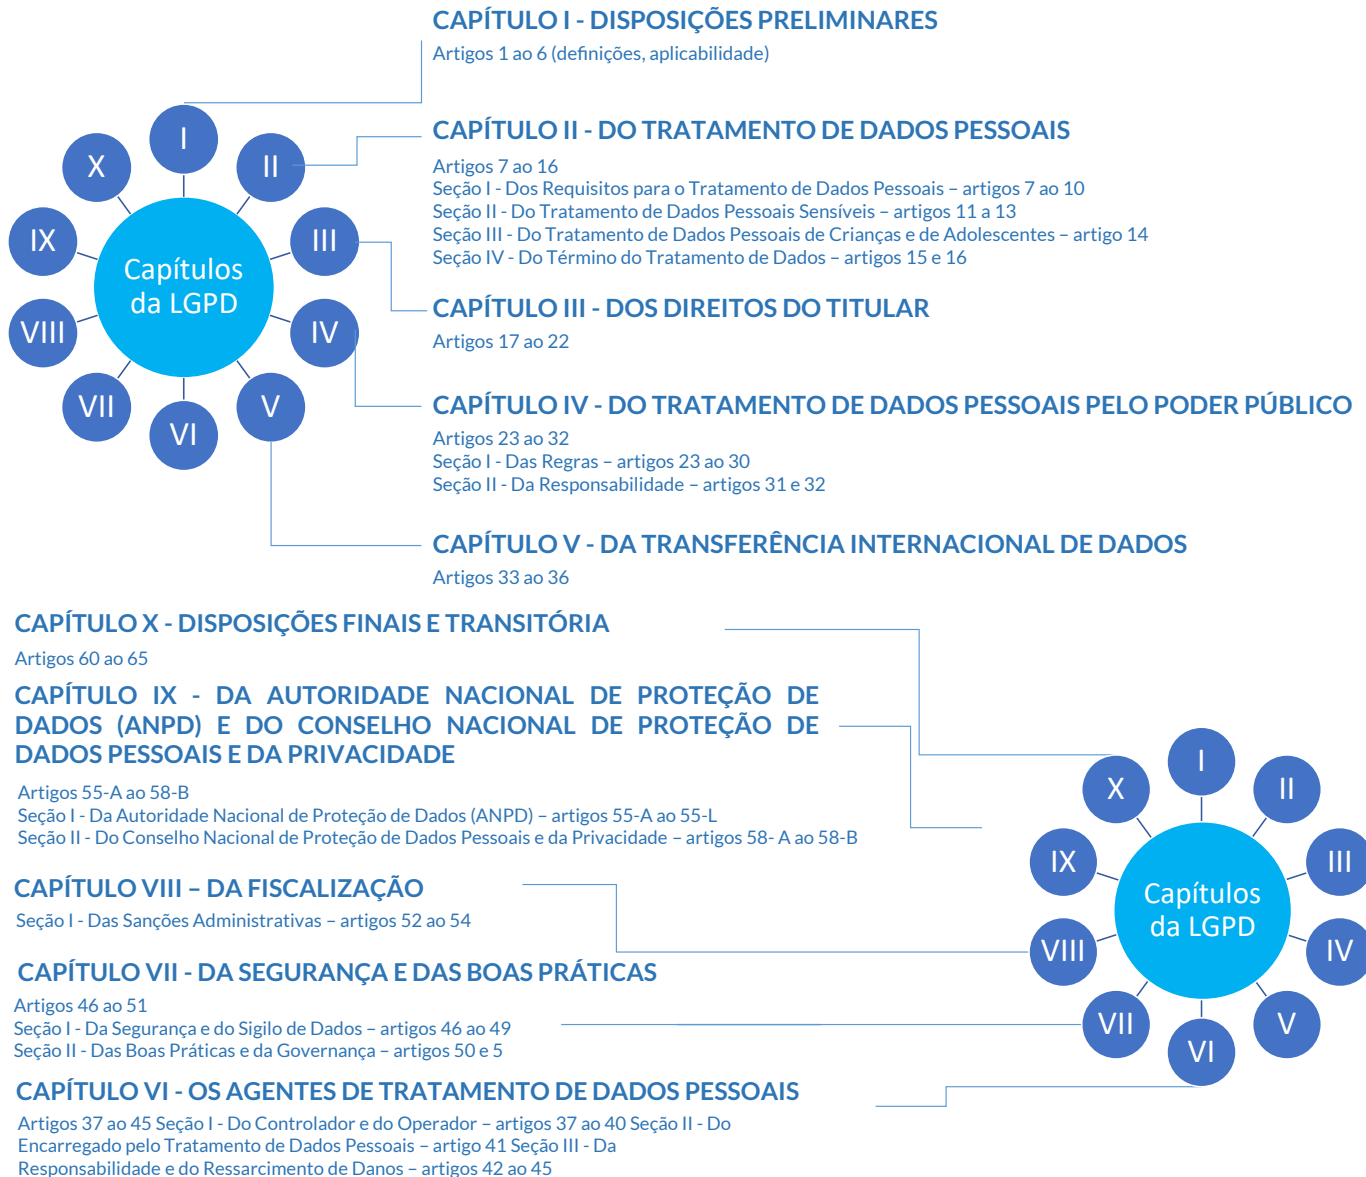 CAPÍTULO I - DISPOSIÇÕES PRELIMINARES
Artigos 1 ao 6 (definições, aplicabilidade)
CAPÍTULO II - DO TRATAMENTO DE DADOS PESSOAIS
Artigos 7 ao 16
Seção I - Dos Requisitos para o Tratamento de Dados Pessoais – artigos 7 ao 10
Seção II - Do Tratamento de Dados Pessoais Sensíveis – artigos 11 a 13
Seção III - Do Tratamento de Dados Pessoais de Crianças e de Adolescentes – artigo 14
Seção IV - Do Término do Tratamento de Dados – artigos 15 e 16
CAPÍTULO III - DOS DIREITOS DO TITULAR
Artigos 17 ao 22
CAPÍTULO IV - DO TRATAMENTO DE DADOS PESSOAIS PELO PODER PÚBLICO
Artigos 23 ao 32
Seção I - Das Regras – artigos 23 ao 30
Seção II - Da Responsabilidade – artigos 31 e 32
CAPÍTULO V - DA TRANSFERÊNCIA INTERNACIONAL DE DADOS
Artigos 33 ao 36
I
II
III
IV
V
VI
VII
VIII
IX
X
Capítulos
da LGPD
CAPÍTULO X - DISPOSIÇÕES FINAIS E TRANSITÓRIA
Artigos 60 ao 65
CAPÍTULO IX - DA AUTORIDADE NACIONAL DE PROTEÇÃO DE
DADOS (ANPD) E DO CONSELHO NACIONAL DE PROTEÇÃO DE
DADOS PESSOAIS E DA PRIVACIDADE
Artigos 55-A ao 58-B
Seção I - Da Autoridade Nacional de Proteção de Dados (ANPD) – artigos 55-A ao 55-L
Seção II - Do Conselho Nacional de Proteção de Dados Pessoais e da Privacidade – artigos 58- A ao 58-B
CAPÍTULO VIII – DA FISCALIZAÇÃO
Seção I - Das Sanções Administrativas – artigos 52 ao 54
CAPÍTULO VII - DA SEGURANÇA E DAS BOAS PRÁTICAS
Artigos 46 ao 51
Seção I - Da Segurança e do Sigilo de Dados – artigos 46 ao 49
Seção II - Das Boas Práticas e da Governança – artigos 50 e 5
CAPÍTULO VI - OS AGENTES DE TRATAMENTO DE DADOS PESSOAIS
Artigos 37 ao 45 Seção I - Do Controlador e do Operador – artigos 37 ao 40 Seção II - Do
Encarregado pelo Tratamento de Dados Pessoais – artigo 41 Seção III - Da
Responsabilidade e do Ressarcimento de Danos – artigos 42 ao 45
I
II
III
IV
V
VI
VII
VIII
IX
X
Capítulos
da LGPD